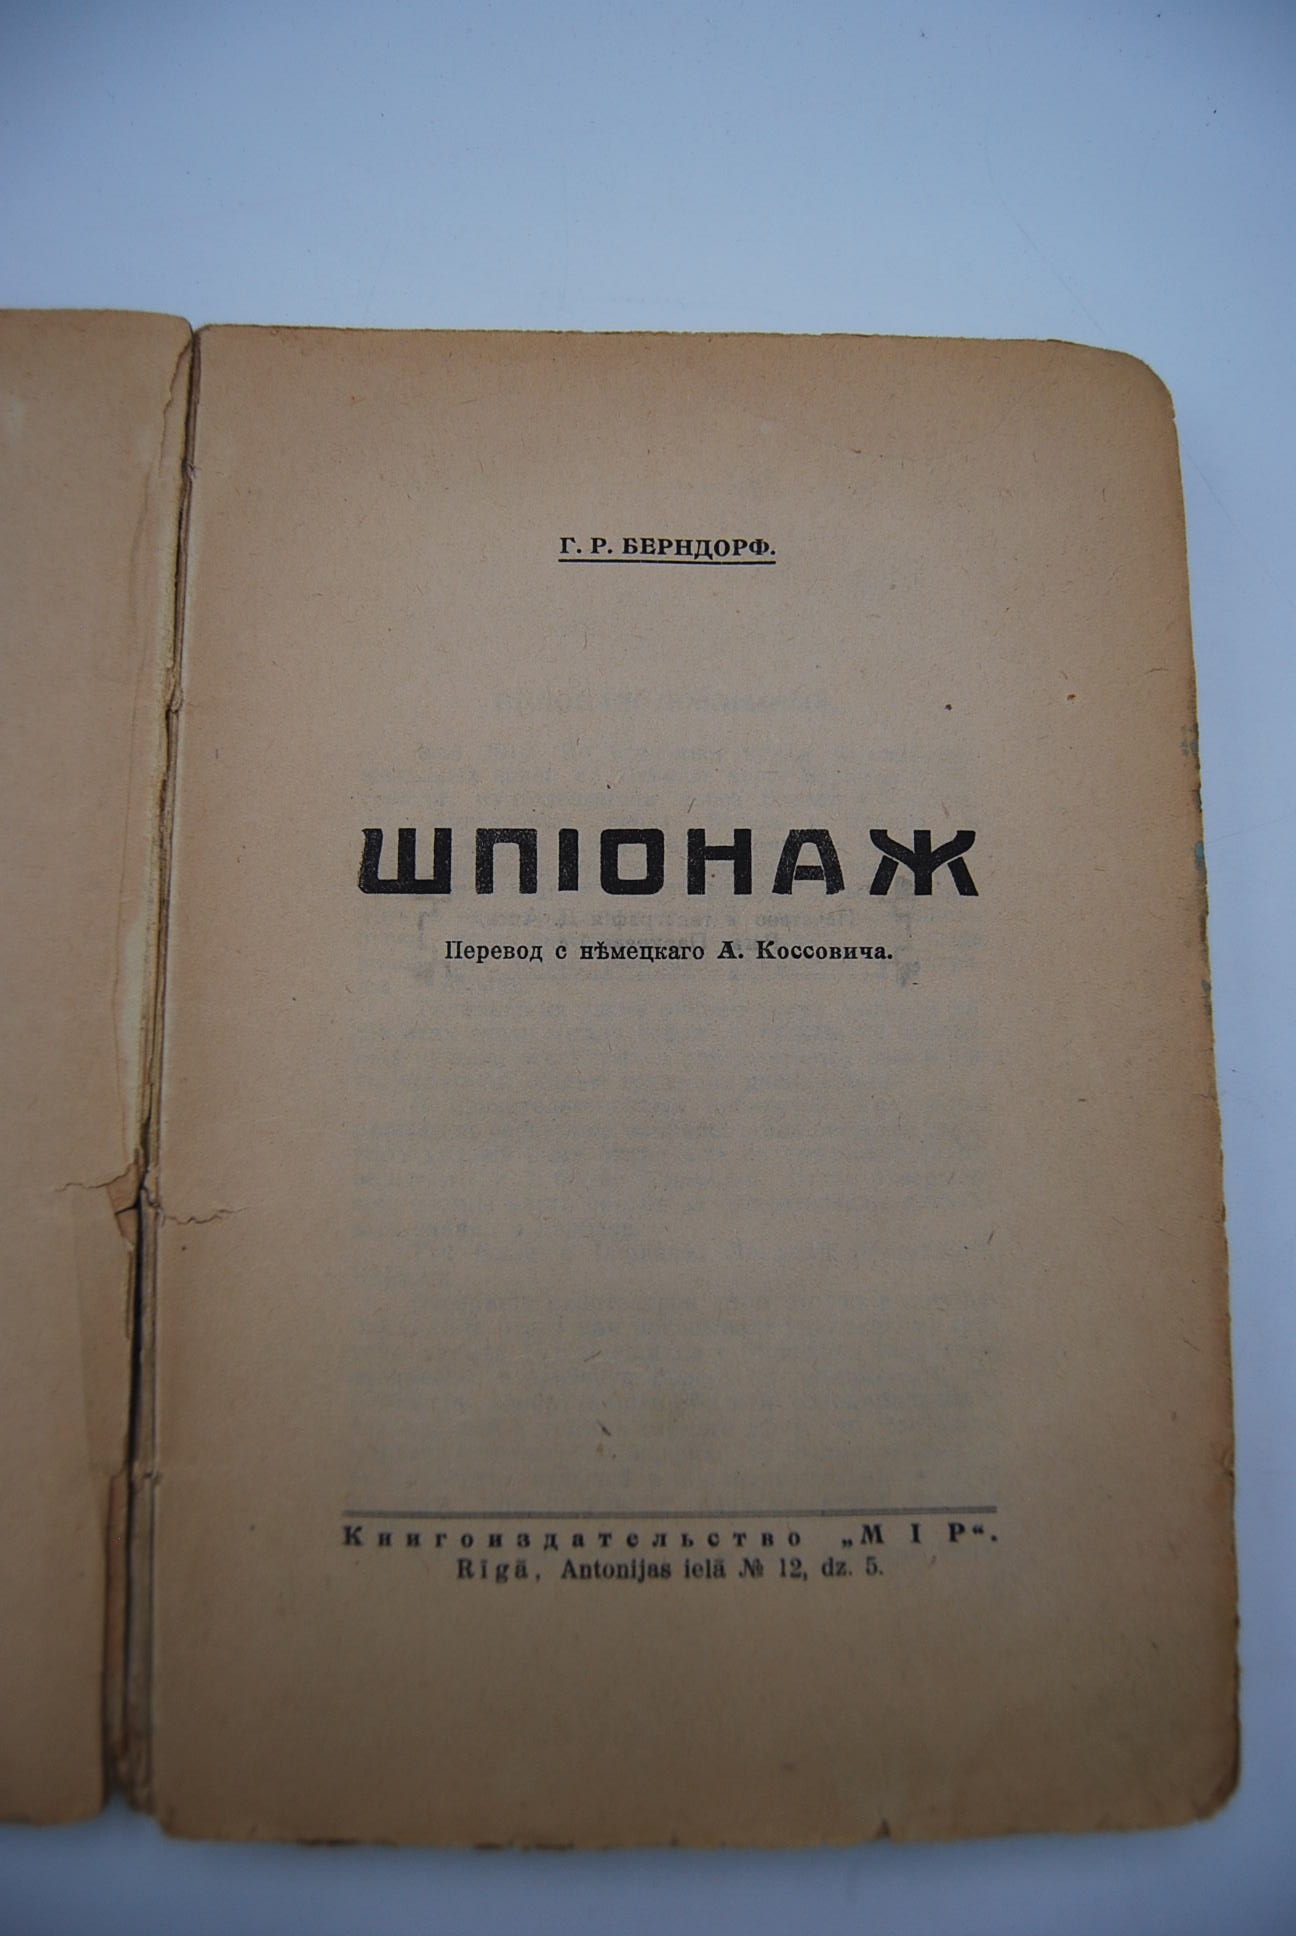 Г. Р. БЕРНДОРФ.
ШПІОНАЖ
Перевод с нѣмецкаго А. Коссовича.
Книгоиздательство „МІР“.
Rīgā, Antonijas ielā № 12, dz. 5.